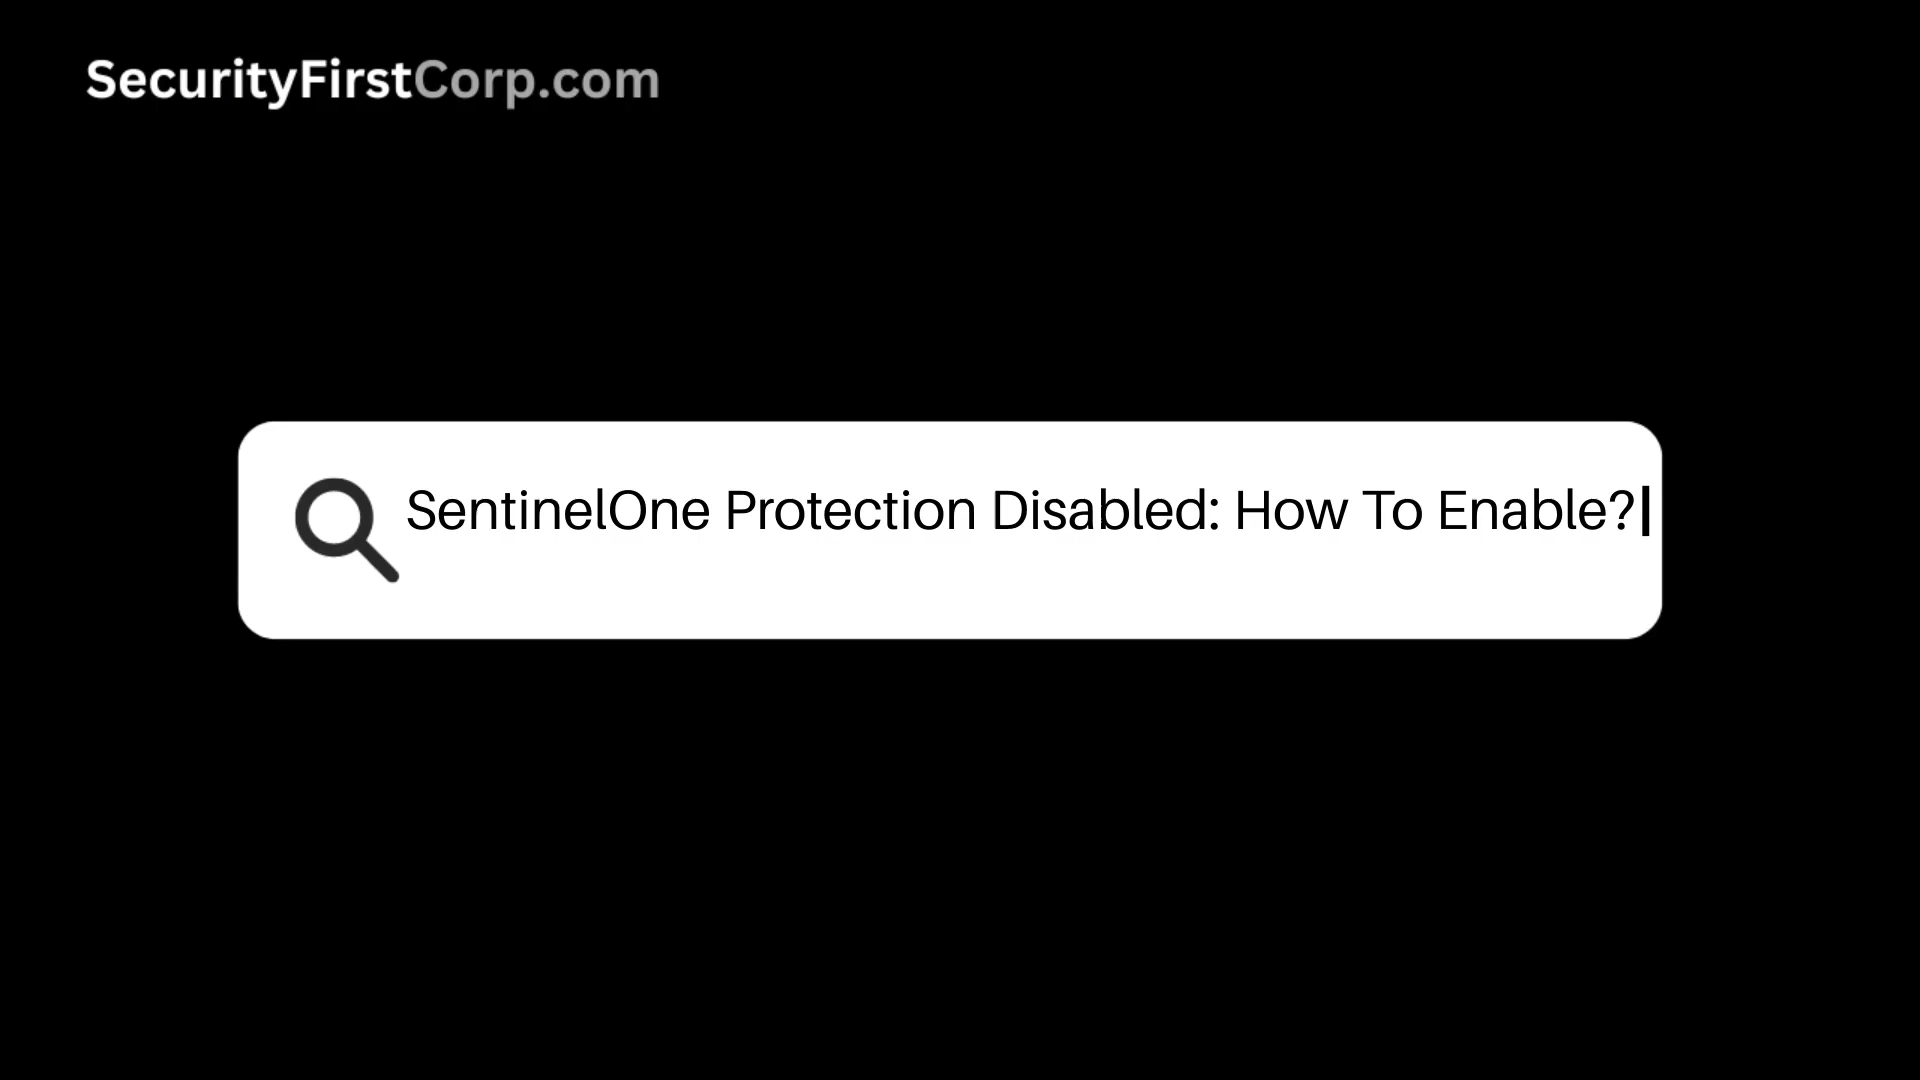 SecurityFirstCorp.com
SentinelOne Protection Disabled: How To Enable?